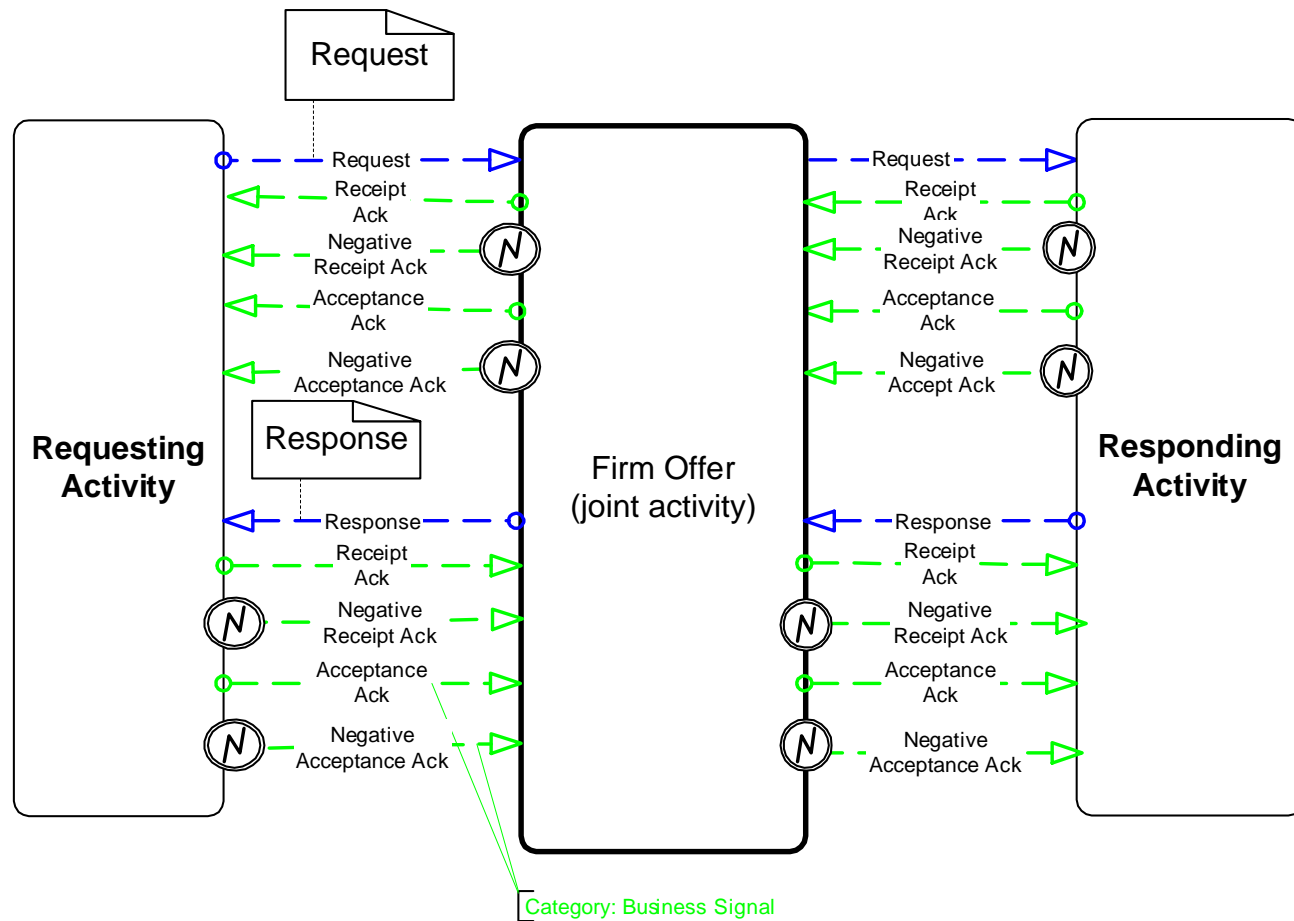 Request
Request
Request
Receipt
Ack
Receipt
Ack
Negative
Receipt Ack
Negative
Receipt Ack
Acceptance
Ack
Acceptance
Ack
Negative
Acceptance Ack
Negative
Accept Ack
Response
Requesting
Activity
Firm Offer
(joint activity)
Responding
Activity
Response
Response
Receipt
Ack
Receipt
Ack
Negative
Receipt Ack
Negative
Receipt Ack
Acceptance
Ack
Acceptance
Ack
Negative
Acceptance Ack
Negative
Acceptance Ack
Category: Business Signal